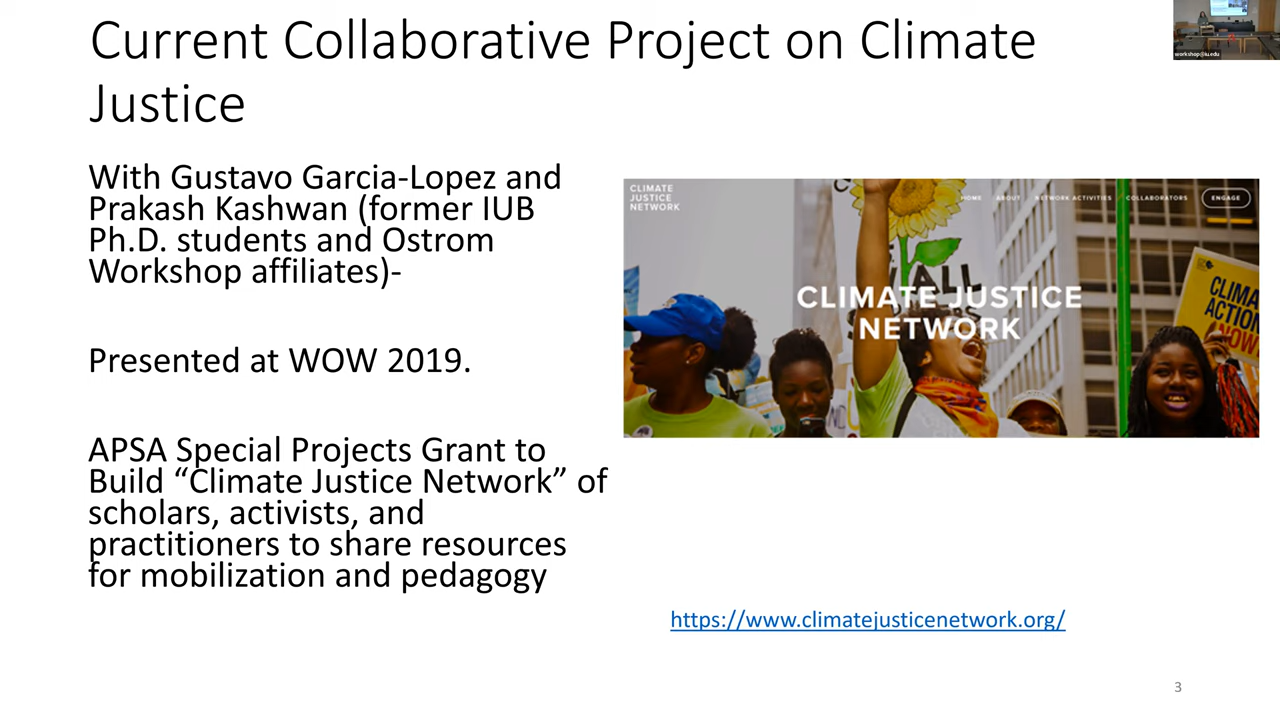 Current Collaborative Project on Climate
Justice
workshop@iu.edu
With Gustavo Garcia-Lopez and
Prakash Kashwan (former IUB
Ph.D. students and Ostrom
Workshop affiliates)-
Presented at WOW 2019.
APSA Special Projects Grant to
Build “Climate Justice Network” of
scholars, activists, and
practitioners to share resources
for mobilization and pedagogy
CLIMATE
JUSTICE
NETWORK
HOME ABOUT NETWORK ACTIVITIES COLLABORATORS ENGAGE
ALL
CLIMATE JUSTICE
NETWORK
CLIMA
ACTION
NOW
https://www.climatejusticenetwork.org/
3